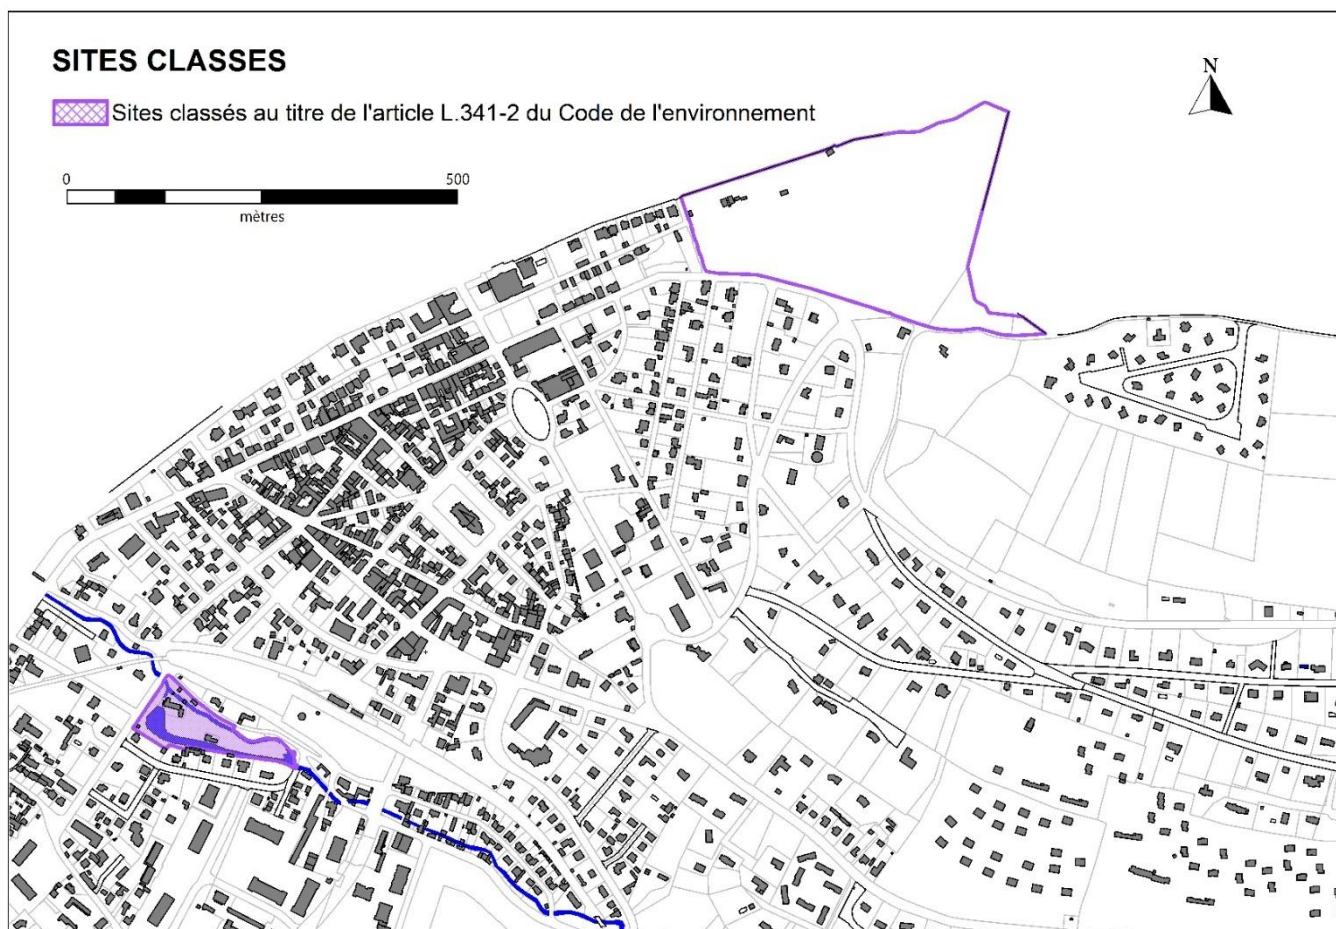 SITES CLASSES
N
Sites classés au titre de l'article L.341-2 du Code de l'environnement
0 500
mètres